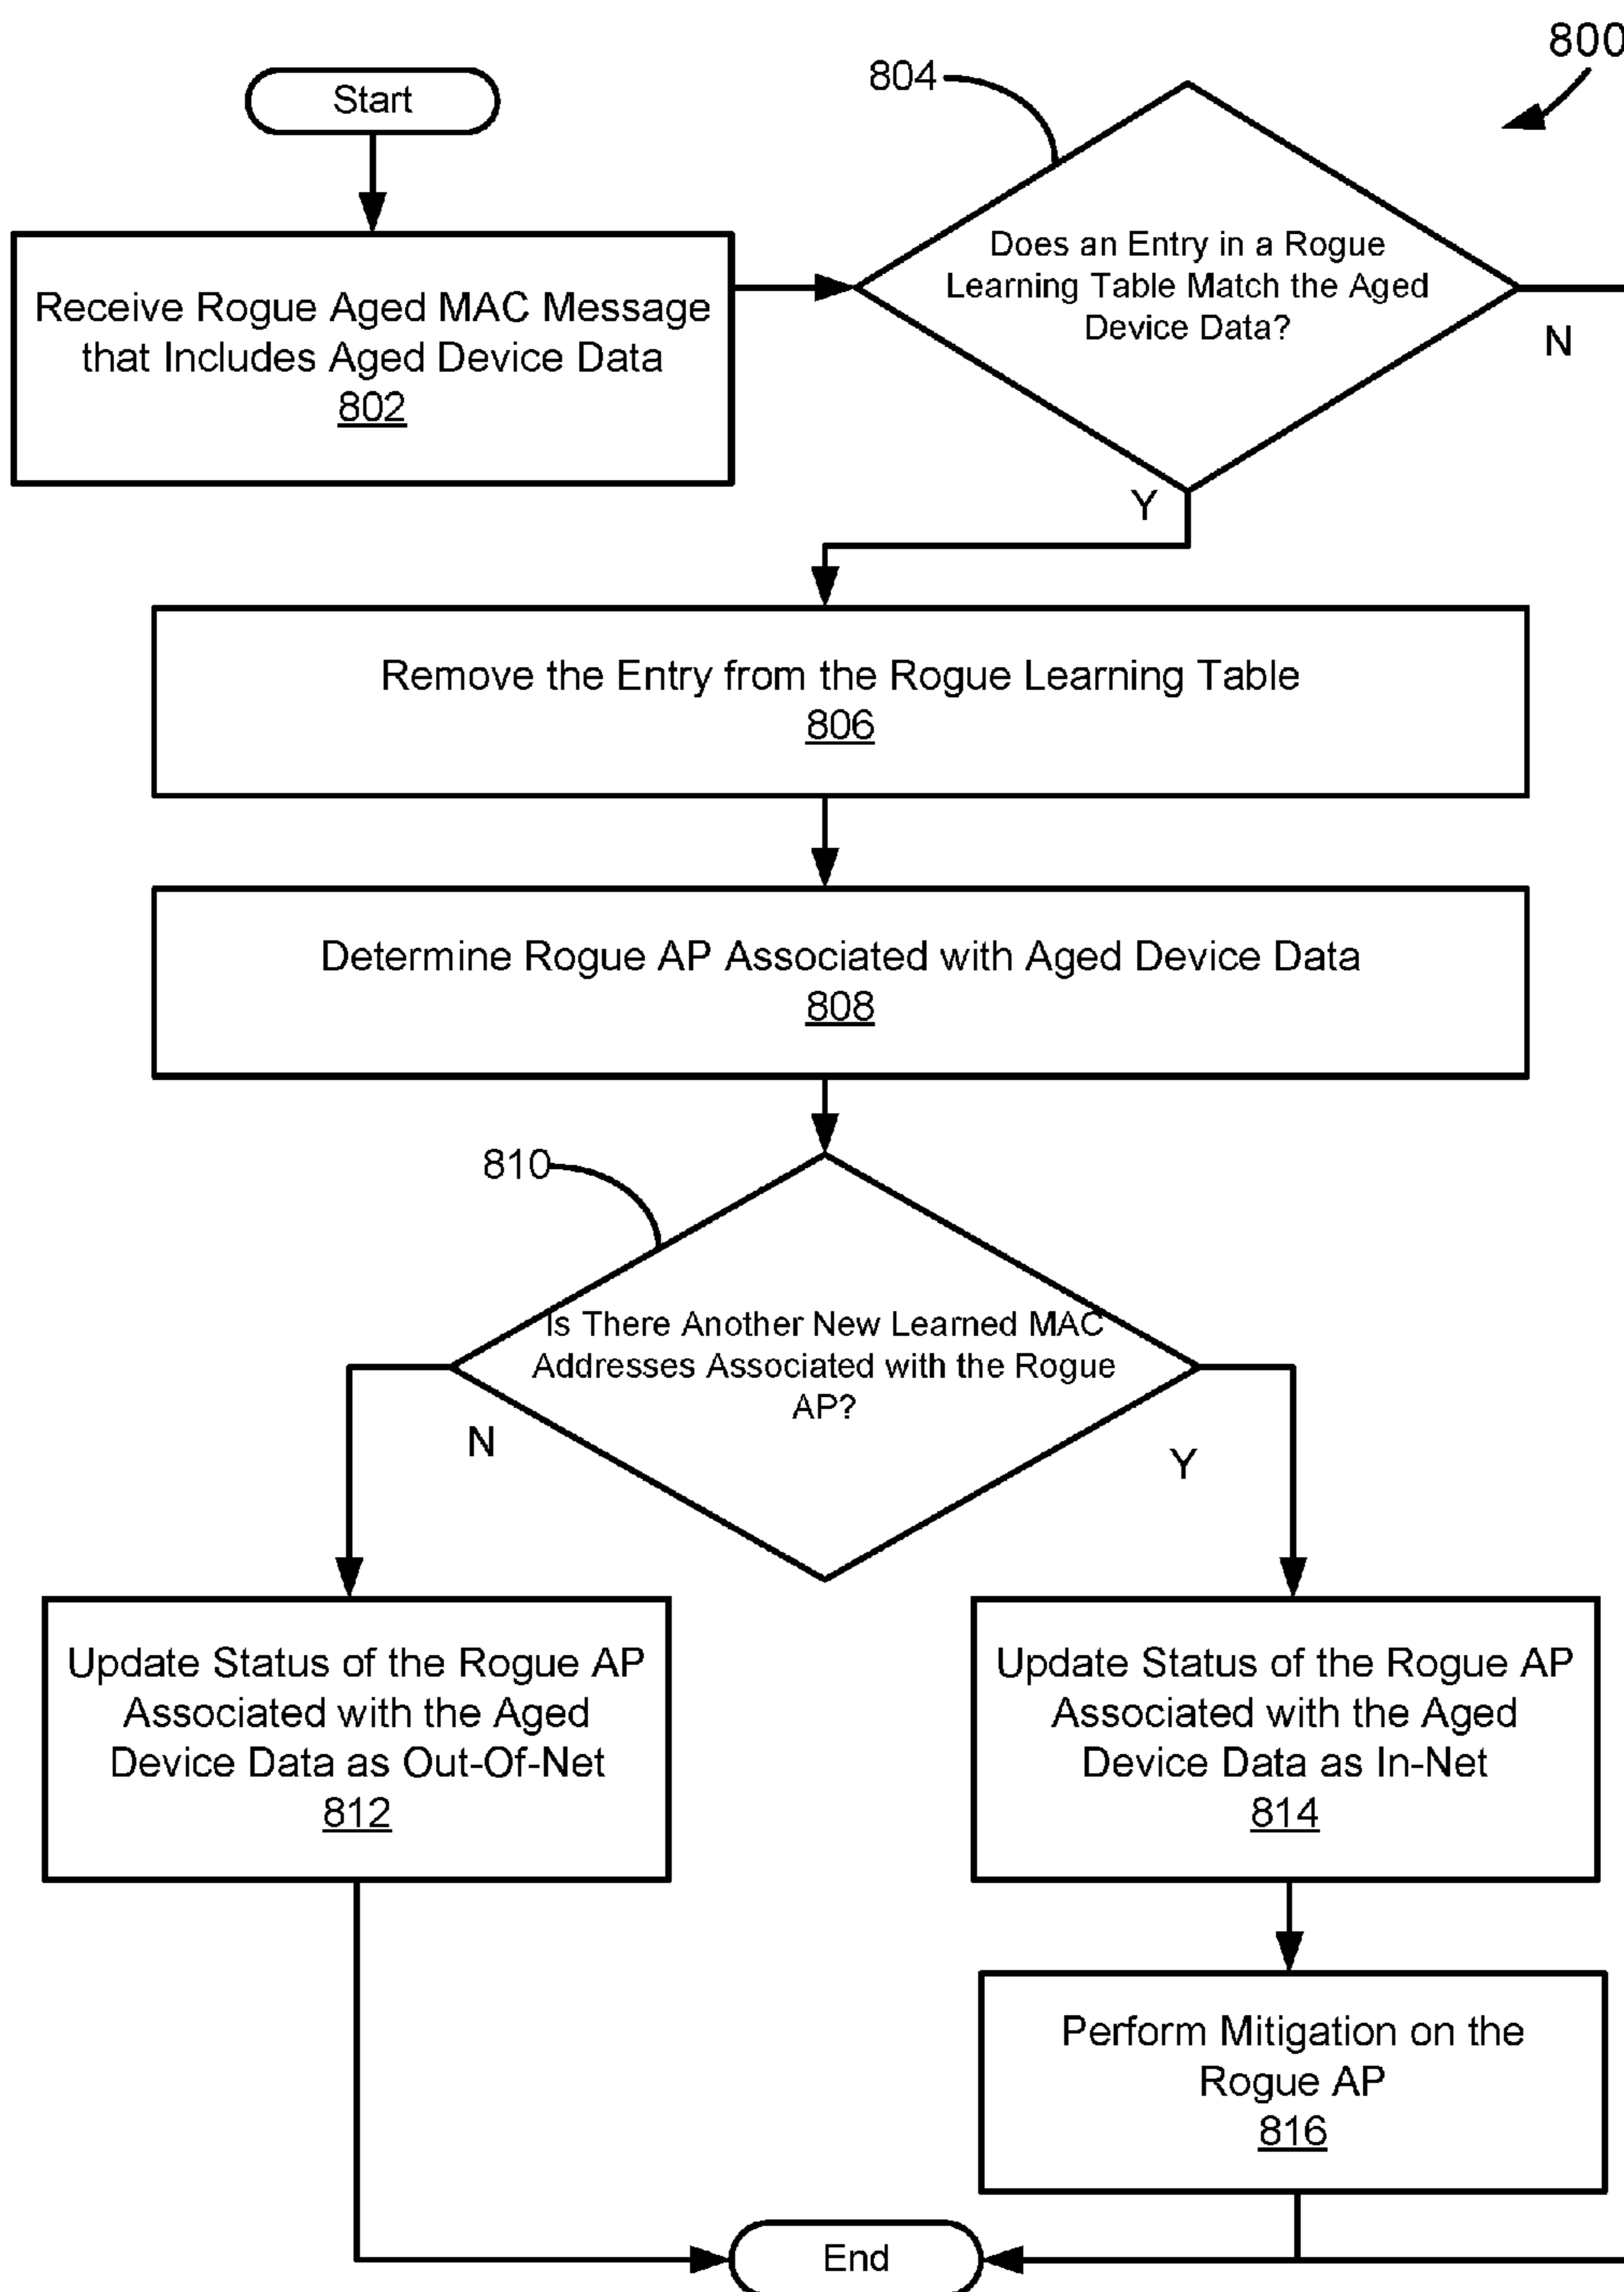 800
Start
804
Receive Rogue Aged MAC Message
that Includes Aged Device Data
802
Does an Entry in a Rogue
Learning Table Match the Aged
Device Data?
N
Y
Remove the Entry from the Rogue Learning Table
806
Determine Rogue AP Associated with Aged Device Data
808
810
Is There Another New Learned MAC
Addresses Associated with the Rogue
AP?
N
Y
Update Status of the Rogue AP
Associated with the Aged
Device Data as Out-Of-Net
812
Update Status of the Rogue AP
Associated with the Aged
Device Data as In-Net
814
Perform Mitigation on the
Rogue AP
816
End